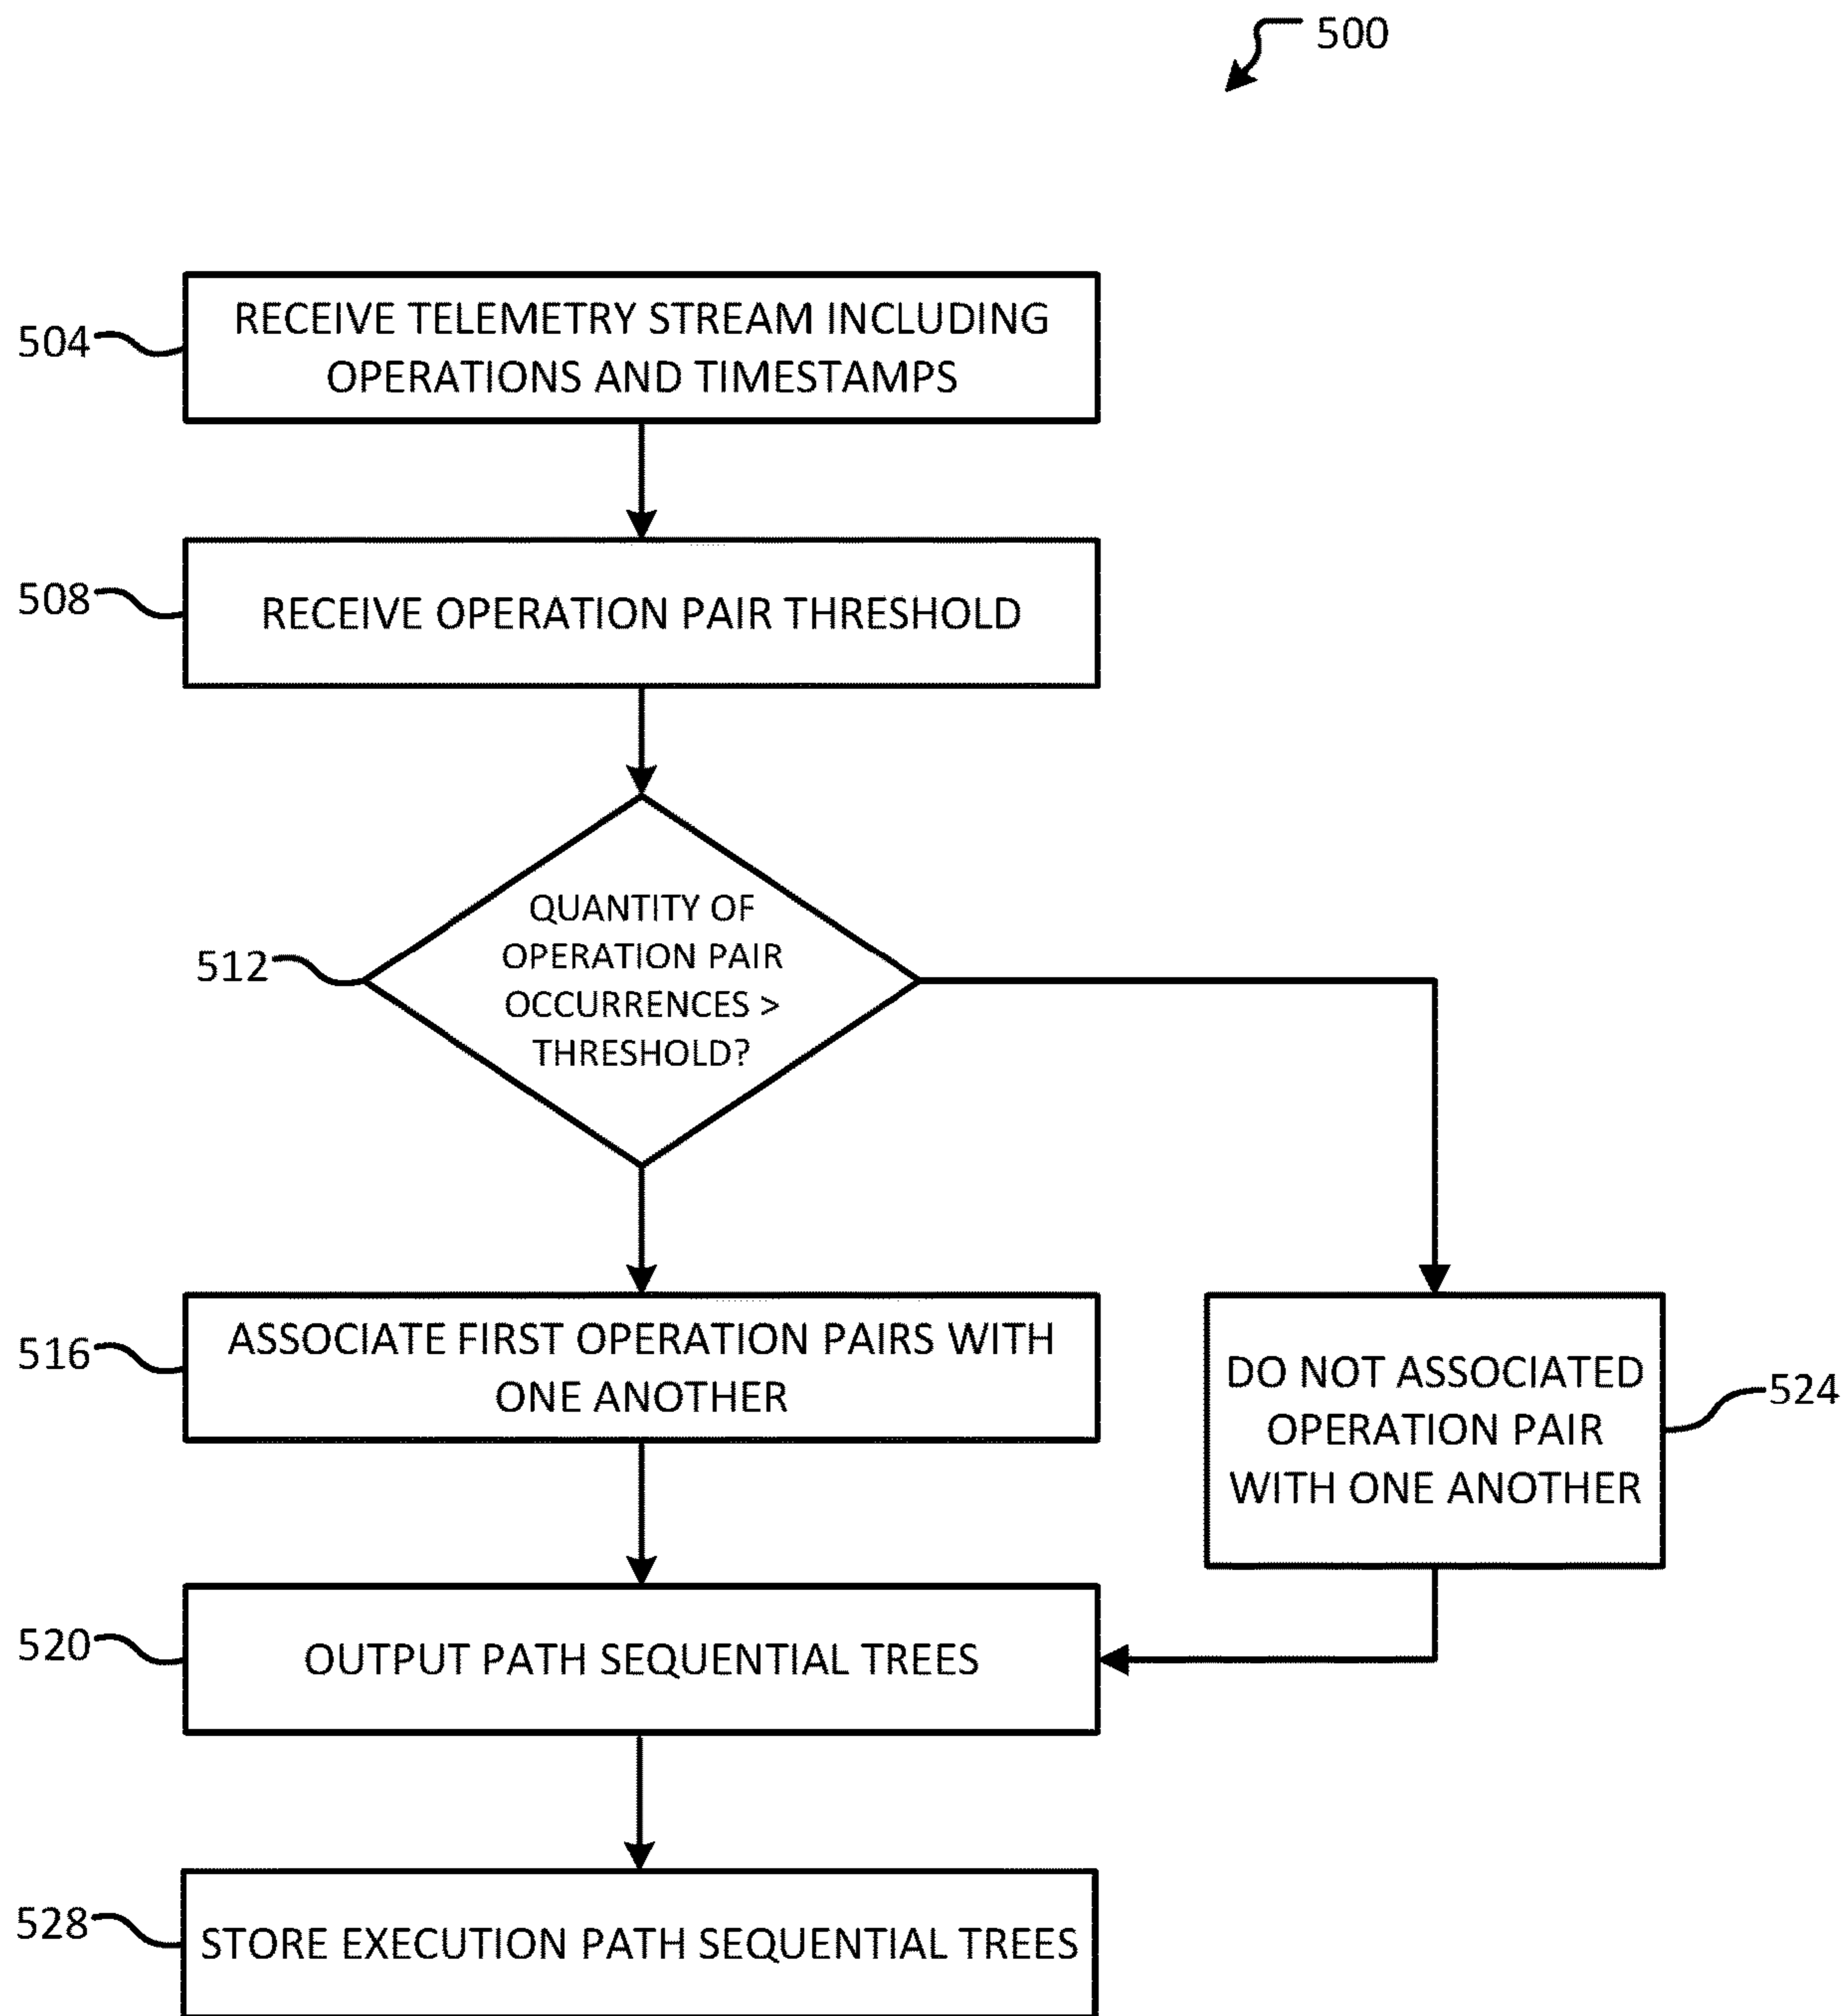 500
504
RECEIVE TELEMETRY STREAM INCLUDING
OPERATIONS AND TIMESTAMPS
508
RECEIVE OPERATION PAIR THRESHOLD
512
QUANTITY OF
OPERATION PAIR
OCCURRENCES >
THRESHOLD?
516
ASSOCIATE FIRST OPERATION PAIRS WITH
ONE ANOTHER
DO NOT ASSOCIATED
OPERATION PAIR
WITH ONE ANOTHER
524
520
OUTPUT PATH SEQUENTIAL TREES
528
STORE EXECUTION PATH SEQUENTIAL TREES